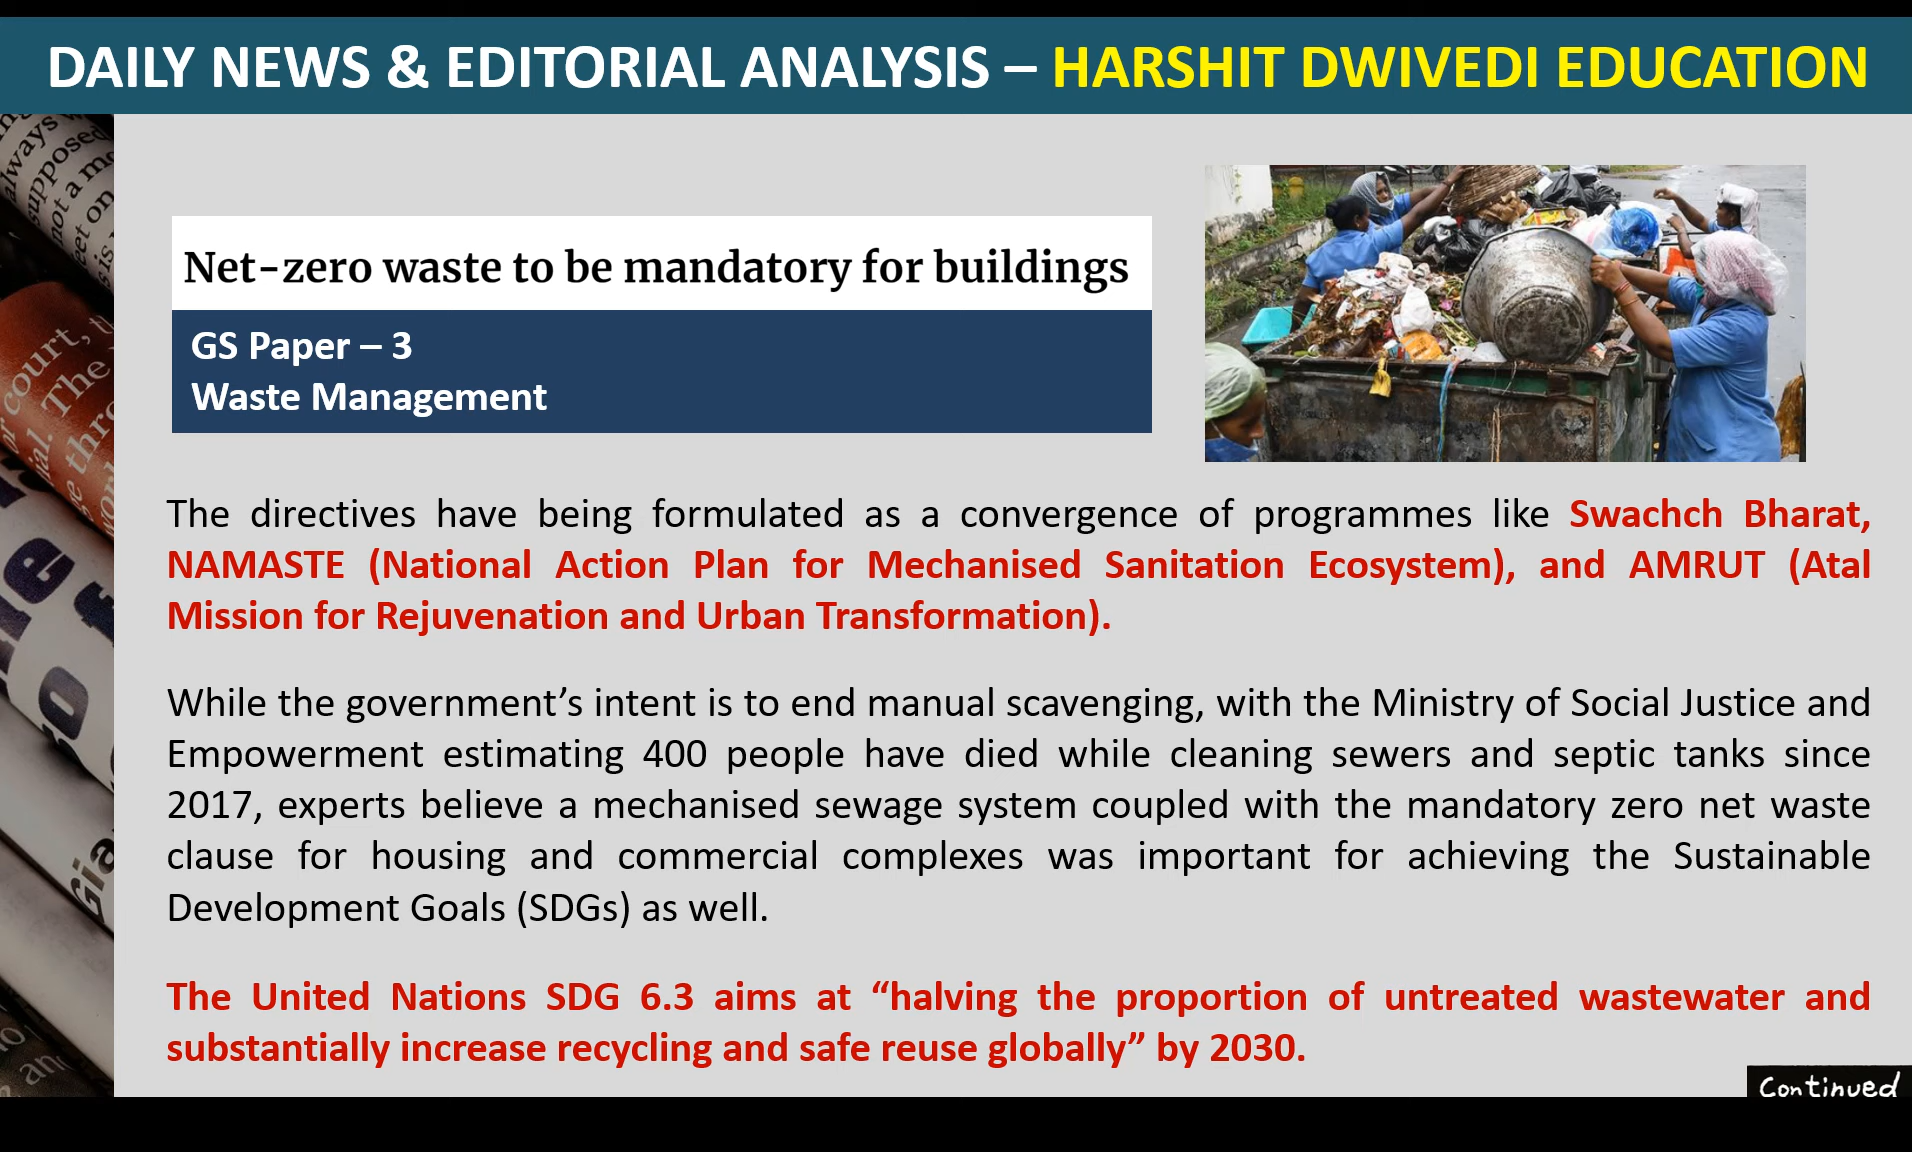 DAILY NEWS & EDITORIAL ANALYSIS – HARSHIT DWIVEDI EDUCATION
always
supposed
not a
court,
The
Net-zero waste to be mandatory for buildings
GS Paper – 3
Waste Management
The directives have being formulated as a convergence of programmes like Swachch Bharat,
NAMASTE (National Action Plan for Mechanised Sanitation Ecosystem), and AMRUT (Atal
Mission for Rejuvenation and Urban Transformation).
While the government’s intent is to end manual scavenging, with the Ministry of Social Justice and
Empowerment estimating 400 people have died while cleaning sewers and septic tanks since
2017, experts believe a mechanised sewage system coupled with the mandatory zero net waste
clause for housing and commercial complexes was important for achieving the Sustainable
Development Goals (SDGs) as well.
The United Nations SDG 6.3 aims at “halving the proportion of untreated wastewater and
substantially increase recycling and safe reuse globally” by 2030.
Continued